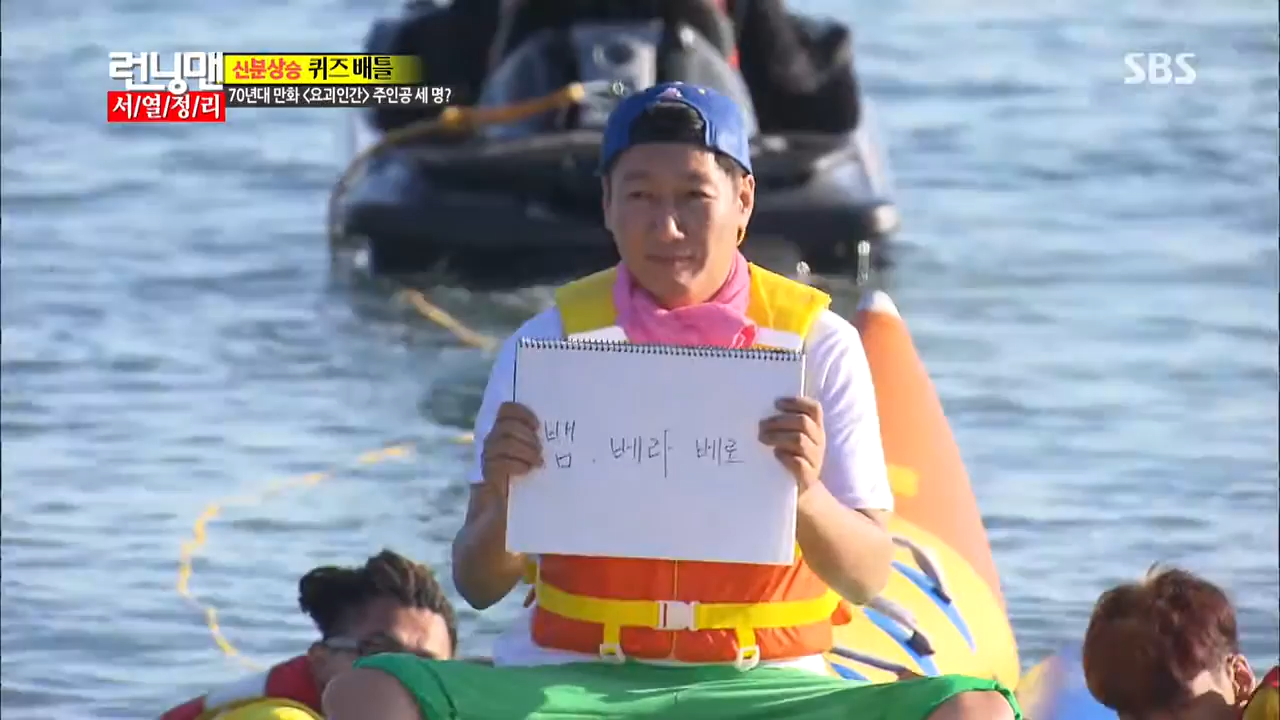 런닝맨 신분상승 퀴즈 배틀
SBS
서/열/정/리 70년대 만화 <요괴인간> 주인공 세 명?
뱀. 베라 베로